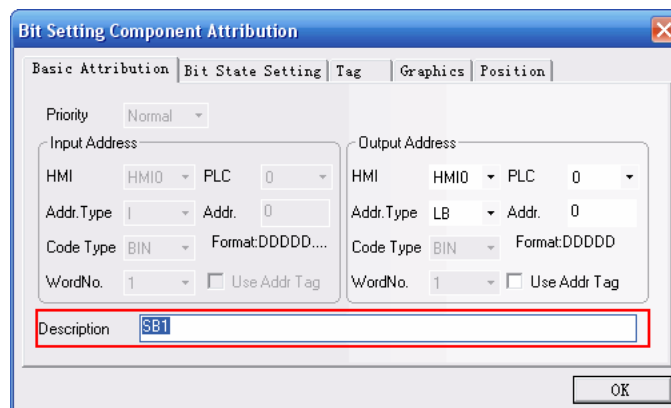 Bit Setting Component Attribution
Basic Attribution Bit State Setting Tag Graphics Position
Priority Normal
Input Address Output Address
HMI HMI0 PLC 0 HMI HMI0 PLC 0
Addr.Type I Addr. 0 Addr.Type LB Addr. 0
Code Type BIN Format:DDDDD.... Code Type BIN Format:DDDDD
WordNo. 1 Use Addr Tag WordNo. 1 Use Addr Tag
Description SB1
OK